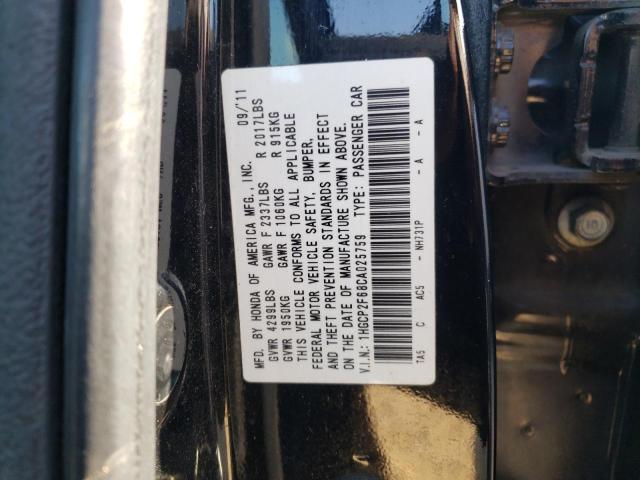 MFD. BY HONDA OF AMERICA MFG., INC. 09/'11
GVWR 4299LBS GAWR F 2337LBS R 2017LBS
GVWR 1950KG GAWR F 1060KG R 915KG
THIS VEHICLE CONFORMS TO ALL APPLICABLE
FEDERAL MOTOR VEHICLE SAFETY, BUMPER,
AND THEFT PREVENTION STANDARDS IN EFFECT
ON THE DATE OF MANUFACTURE SHOWN ABOVE.
V.I.N.: 1HGCP2F68CA025759 TYPE: PASSENGER CAR
TA5 C AC5 - NH731P - A - A